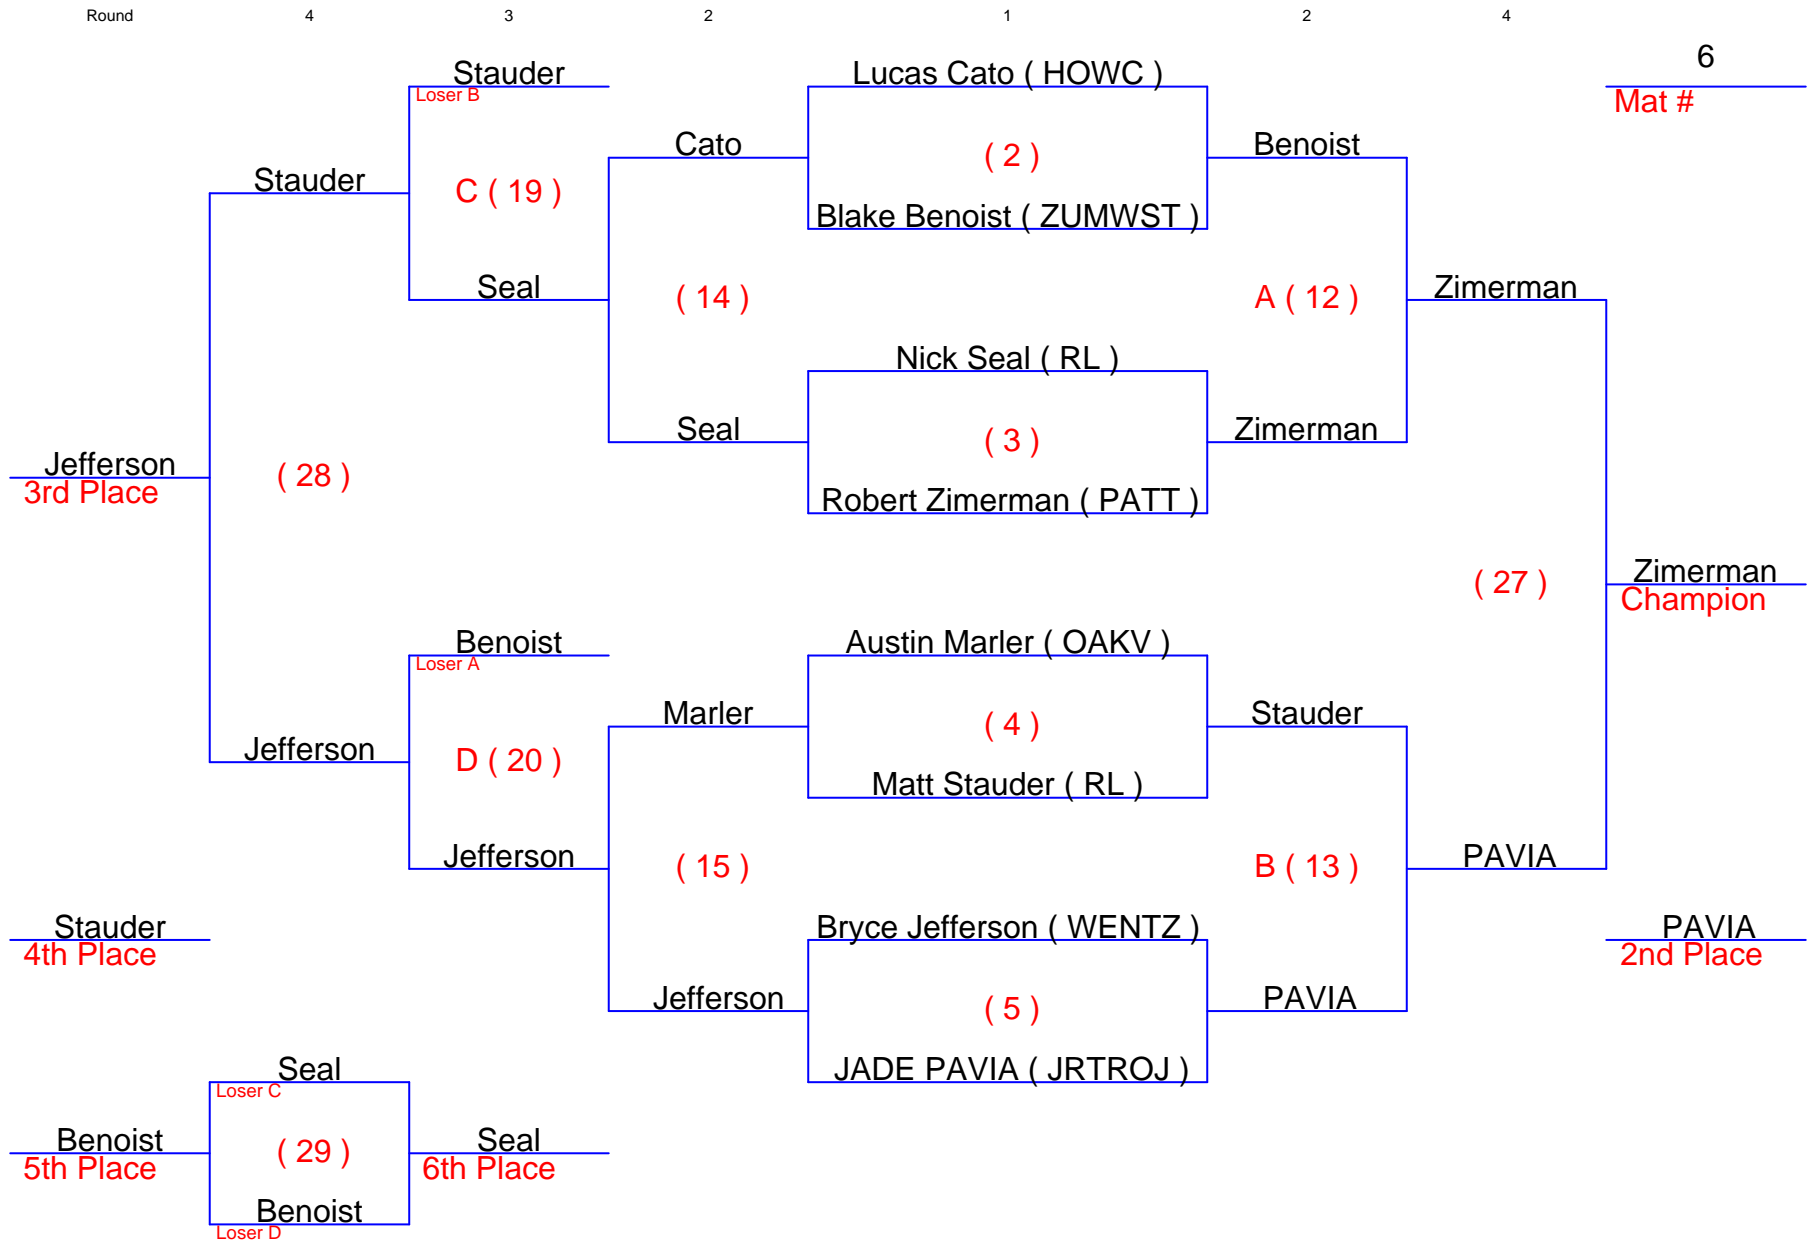 Round 4 3 2 1 2 4
6
Stauder Lucas Cato ( HOWC )
Loser B Mat #
Cato ( 2 ) Benoist
Stauder C ( 19 )
Blake Benoist ( ZUMWST )
Seal ( 14 ) A ( 12 ) Zimerman
Nick Seal ( RL )
Seal ( 3 ) Zimerman
Jefferson ( 28 )
3rd Place
Robert Zimerman ( PATT )
( 27 ) Zimerman
Champion
Benoist Austin Marler ( OAKV )
Loser A
Marler ( 4 ) Stauder
Jefferson D ( 20 )
Matt Stauder ( RL )
Jefferson ( 15 ) B ( 13 ) PAVIA
Stauder Bryce Jefferson ( WENTZ ) PAVIA
4th Place 2nd Place
Jefferson ( 5 ) PAVIA
Seal JADE PAVIA ( JRTROJ )
Loser C
Benoist ( 29 ) Seal
5th Place 6th Place
Benoist
Loser D